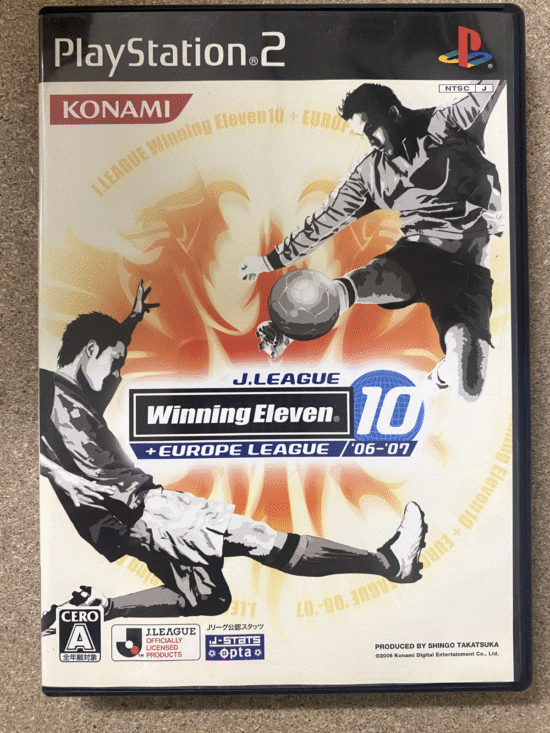 PlayStation®2
NTSC J
KONAMI
J.LEAGUE Winning Eleven10 + EUROPE
J.LEAGUE
Winning Eleven® 10
+EUROPE LEAGUE /'06-'07
CERO
A
全年齢対象
J.LEAGUE
OFFICIALLY
LICENSED
PRODUCTS
Jリーグ公認スタッツ
J-STATS
opta
PRODUCED BY SHINGO TAKATSUKA
©2006 Konami Digital Entertainment Co., Ltd.